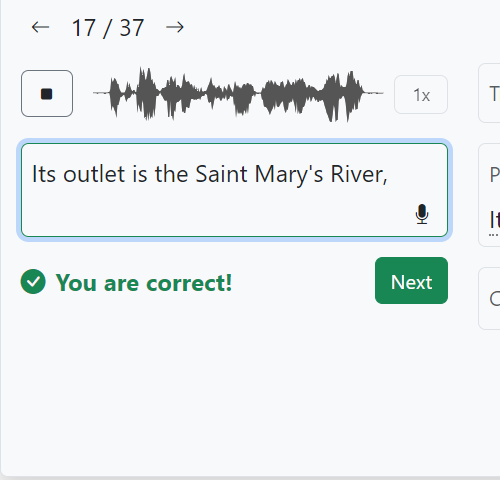 17 / 37
1x
Its outlet is the Saint Mary's River,
You are correct!
Next
T
P
It
C